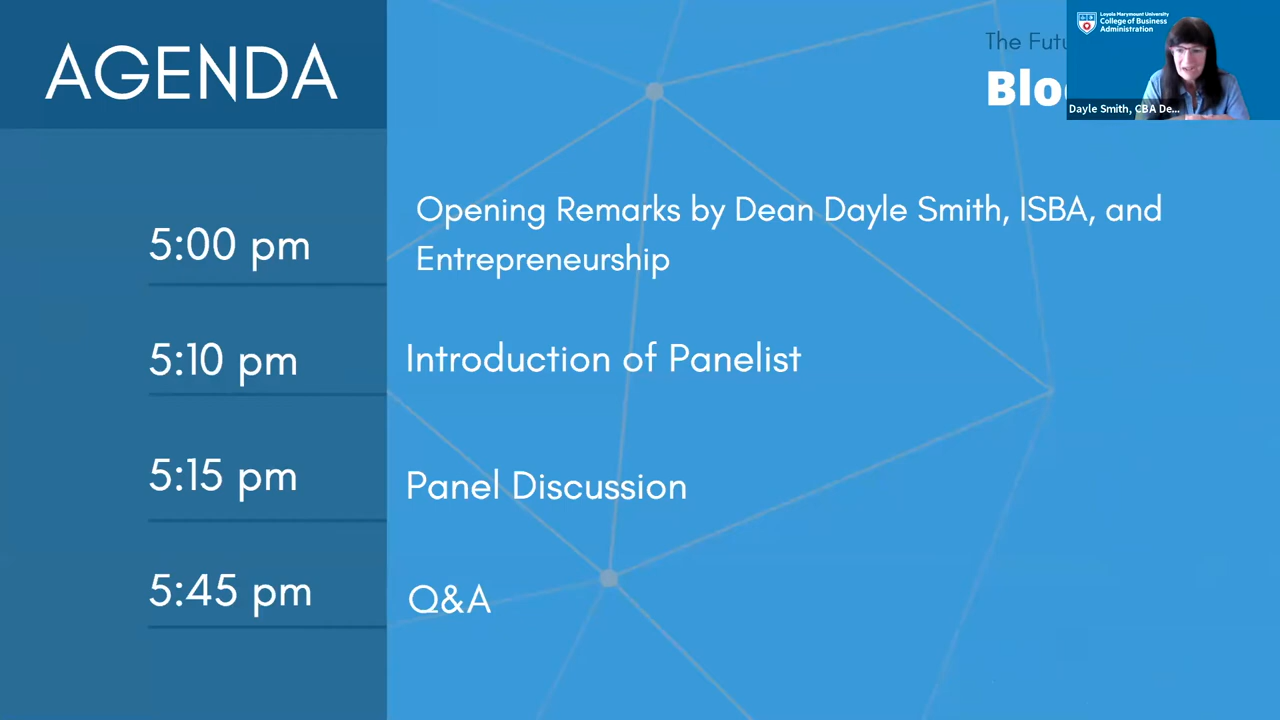 AGENDA
The Futu
Blo
Loyola Marymount University
College of Business
Administration
Dayle Smith, CBA De...
5:00 pm
Opening Remarks by Dean Dayle Smith, ISBA, and
Entrepreneurship
5:10 pm
Introduction of Panelist
5:15 pm
Panel Discussion
5:45 pm
Q&A